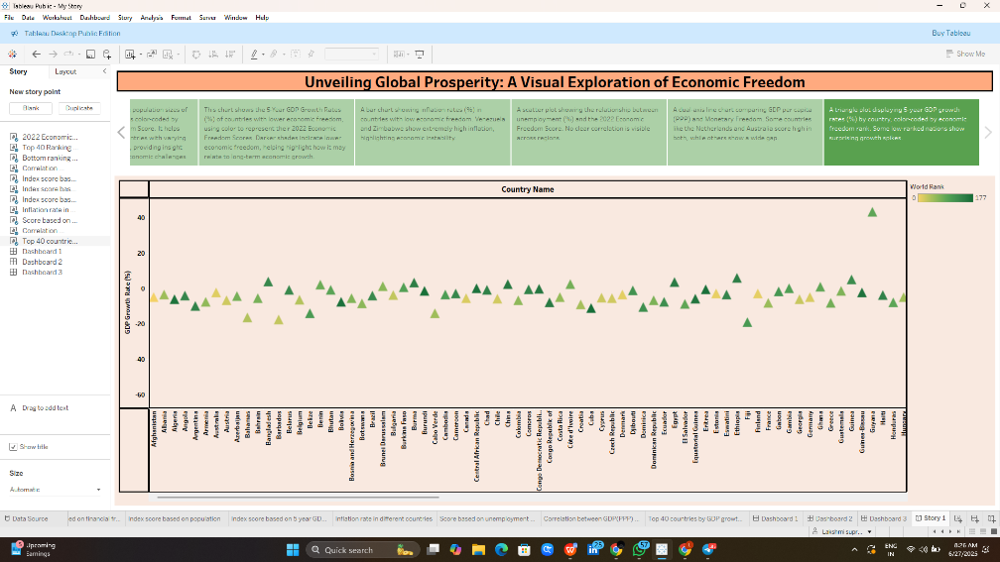 Tableau Public - My Story
File Data Worksheet Dashboard Story Analysis Format Server Window Help
Tableau Desktop Public Edition
Buy Tableau
Show Me
Story Layout
New story point
Blank Duplicate
2022 Economic...
Top 40 Ranking ...
Bottom ranking ...
Correlation ...
Index score bas...
Index score bas...
Index score bas...
Inflation rate in ...
Score based on ...
Correlation
Top 40 countrie...
Dashboard 1
Dashboard 2
Dashboard 3
Drag to add text
Show title
Size
Automatic
Unveiling Global Prosperity: A Visual Exploration of Economic Freedom
population sizes of
color-coded by
m Score. It helps
tries with varying
, providing insight
onomic challenges
This chart shows the 5-Year GDP Growth Rates
(%) of countries with lower economic freedom,
using color to represent their 2022 Economic
Freedom Scores. Darker shades indicate lower
economic freedom, helping highlight how it may
relate to long-term economic growth.
A bar chart showing inflation rates (%) in
countries with low economic freedom. Venezuela
and Zimbabwe show extremely high inflation,
highlighting economic instability
A scatter plot showing the relationship between
unemployment (%) and the 2022 Economic
Freedom Score. No clear correlation is visible
across regions.
A dual-axis line chart comparing GDP per capita
(PPP) and Monetary Freedom. Some countries
like the Netherlands and Australia score high in
both, while others show a wide gap.
A triangle plot displaying 5-year GDP growth
rates (%) by country, color-coded by economic
freedom rank. Some low ranked nations show
surprising growth spikes
Country Name
GDP Growth Rate (%)
40
20
0
-20
-40
-60
Afghanistan
Albania
Algeria
Angola
Argentina
Armenia
Australia
Austria
Azerbaijan
Bahamas
Bahrain
Bangladesh
Barbados
Belarus
Belgium
Belize
Benin
Bhutan
Bolivia
Bosnia and Herzegovina
Botswana
Brazil
Brunei Darussalam
Bulgaria
Burkina Faso
Burma
Burundi
Cabo Verde
Cambodia
Cameroon
Canada
Central African Republic
Chad
Chile
China
Colombia
Comoros
Congo Democratic Republi..
Congo Republic of
Costa Rica
Côte d'Ivoire
Croatia
Cuba
Cyprus
Czech Republic
Denmark
Djibouti
Dominica
Dominican Republic
Ecuador
Egypt
El Salvador
Equatorial Guinea
Eritrea
Estonia
Eswatini
Ethiopia
Fiji
Finland
France
Gabon
Gambia
Georgia
Germany
Ghana
Greece
Guatemala
Guinea
Guinea-Bissau
Guyana
Haiti
Honduras
Hungary
World Rank
0 177
Data Source
ed on financial fr...
Index score based on population
Index score based on 5 year GD...
Inflation rate in different countries
Score based on unemployment ...
Correlation between GDP(PPP) ...
Top 40 countries by GDP growt...
Dashboard 1
Dashboard 2
Dashboard 3
Story 1
Laxshmi supr...
Upcoming
Earnings
Quick search
ENG
IN
8:26 AM
6/27/2025